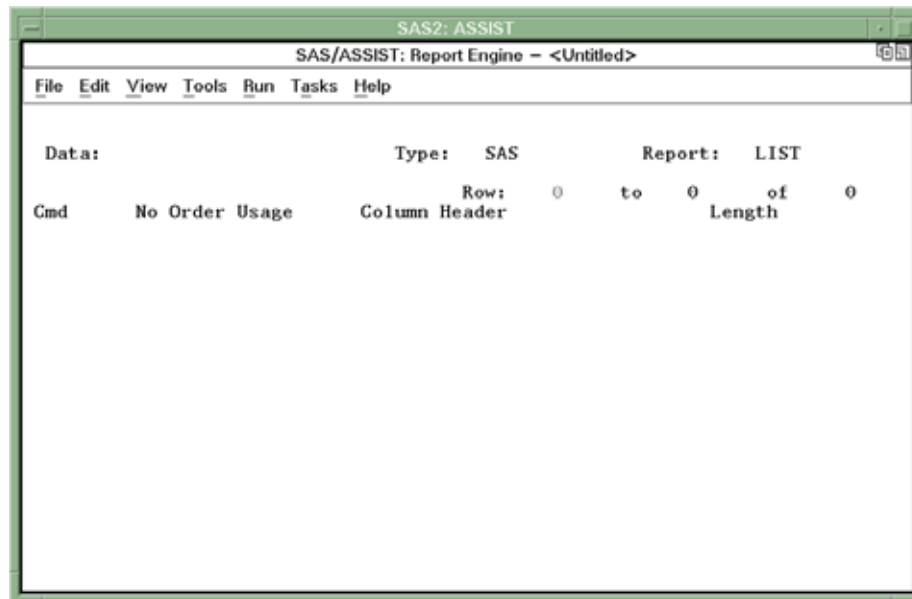 SAS2: ASSIST
SAS/ASSIST: Report Engine – <Untitled>
File Edit View Tools Run Tasks Help
Data: Type: SAS Report: LIST
Row: 0 to 0 of 0
Cmd No Order Usage Column Header Length